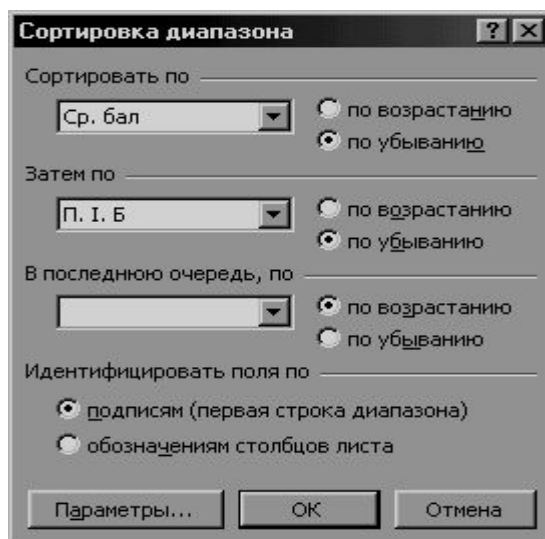 Сортировка диапазона
Сортировать по
Ср. бал
по возрастанию
по убыванию
Затем по
П. І. Б
по возрастанию
по убыванию
В последнюю очередь, по
по возрастанию
по убыванию
Идентифицировать поля по
подписям (первая строка диапазона)
обозначениям столбцов листа
Параметры... ОК Отмена